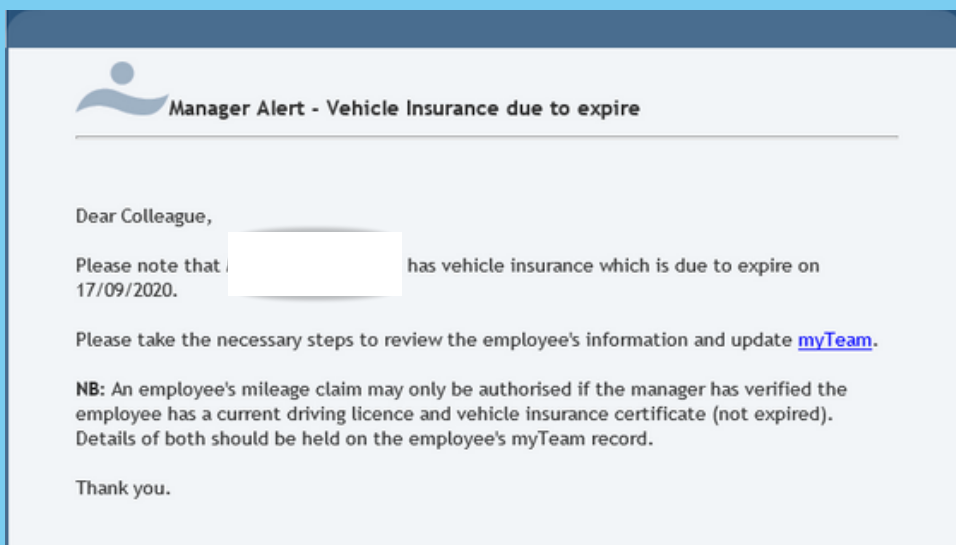 Manager Alert - Vehicle Insurance due to expire
Dear Colleague,
Please note that has vehicle insurance which is due to expire on
17/09/2020.
Please take the necessary steps to review the employee's information and update myTeam.
NB: An employee's mileage claim may only be authorised if the manager has verified the
employee has a current driving licence and vehicle insurance certificate (not expired).
Details of both should be held on the employee's myTeam record.
Thank you.